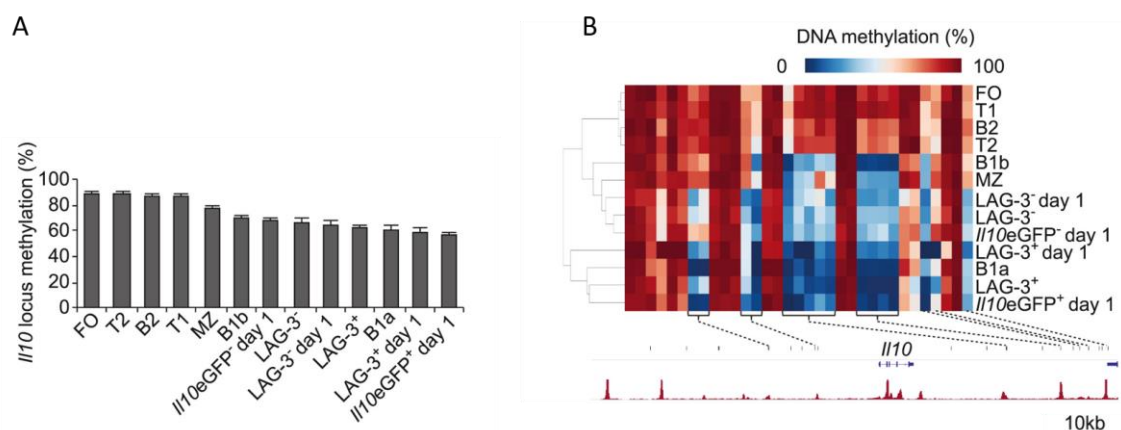 A
Il10 locus methylation (%)
100
80
60
40
20
0
FO
T2
B2
T1
MZ
B1b
Il10eGFP- day 1
LAG-3-
LAG-3- day 1
LAG-3+
B1a
LAG-3+ day 1
Il10eGFP+ day 1
B
DNA methylation (%)
0 100
FO
T1
B2
T2
B1b
MZ
LAG-3- day 1
LAG-3-
Il10eGFP- day 1
LAG-3+ day 1
B1a
LAG-3+
Il10eGFP+ day 1
Il10
10kb